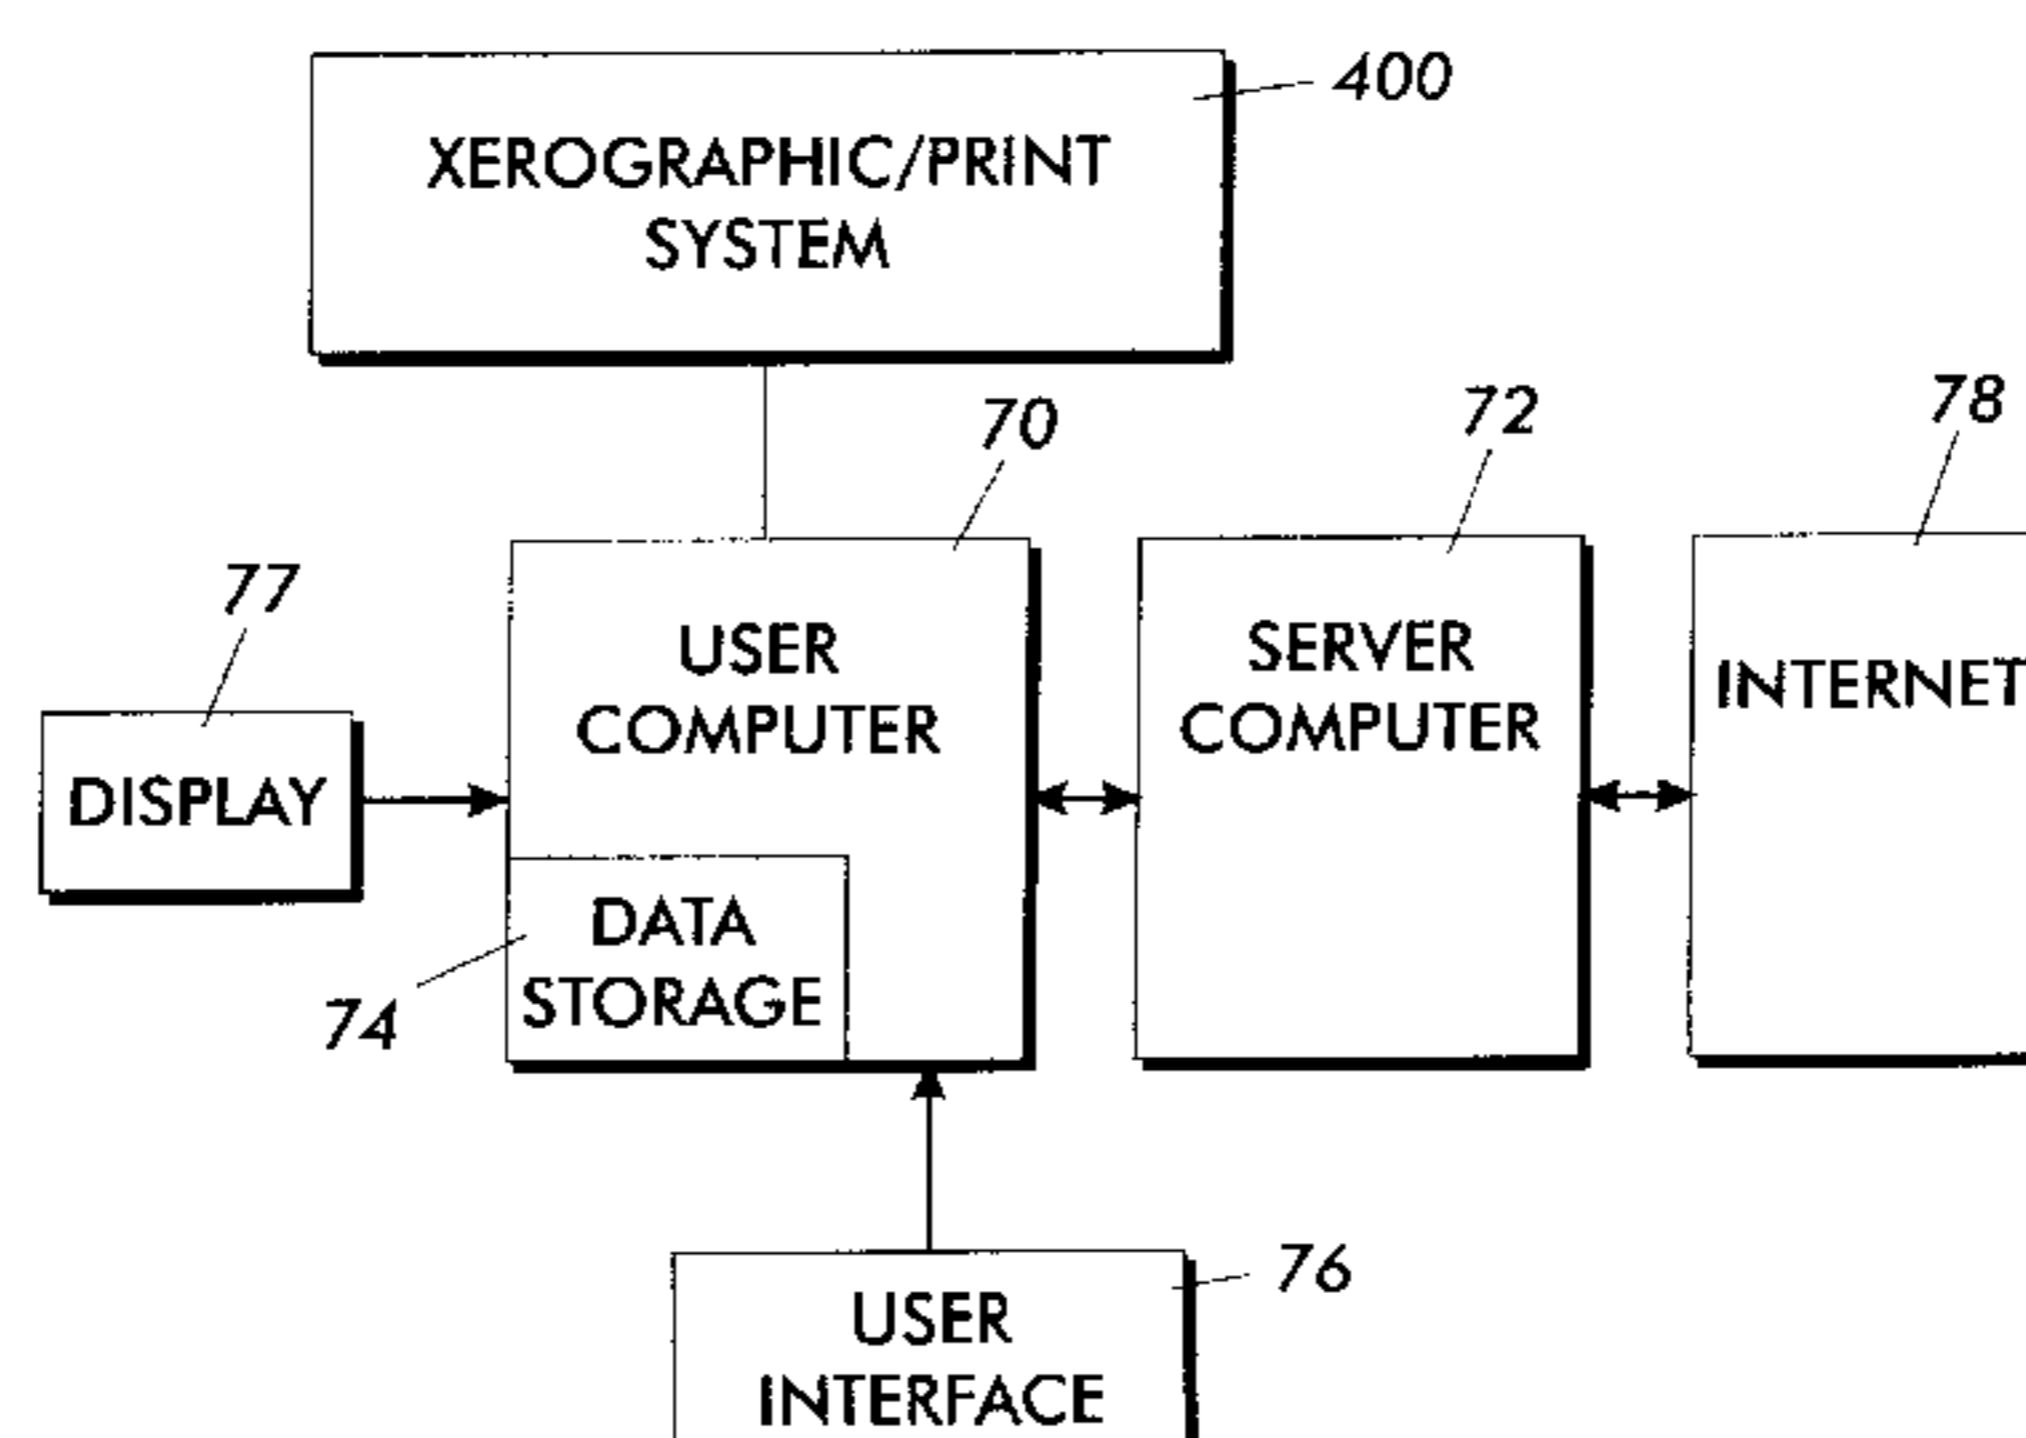 400
XEROGRAPHIC/PRINT
SYSTEM
70
72
78
77
USER
COMPUTER
SERVER
COMPUTER
INTERNET
DISPLAY
DATA
STORAGE
74
76
USER
INTERFACE